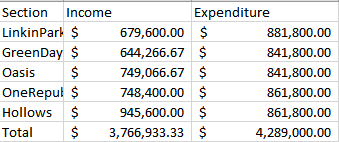 Section Income Expenditure
LinkinPark $ 679,600.00 $ 881,800.00
GreenDay $ 644,266.67 $ 841,800.00
Oasis $ 749,066.67 $ 841,800.00
OneRepu $ 748,400.00 $ 861,800.00
Hollows $ 945,600.00 $ 861,800.00
Total $ 3,766,933.33 $ 4,289,000.00